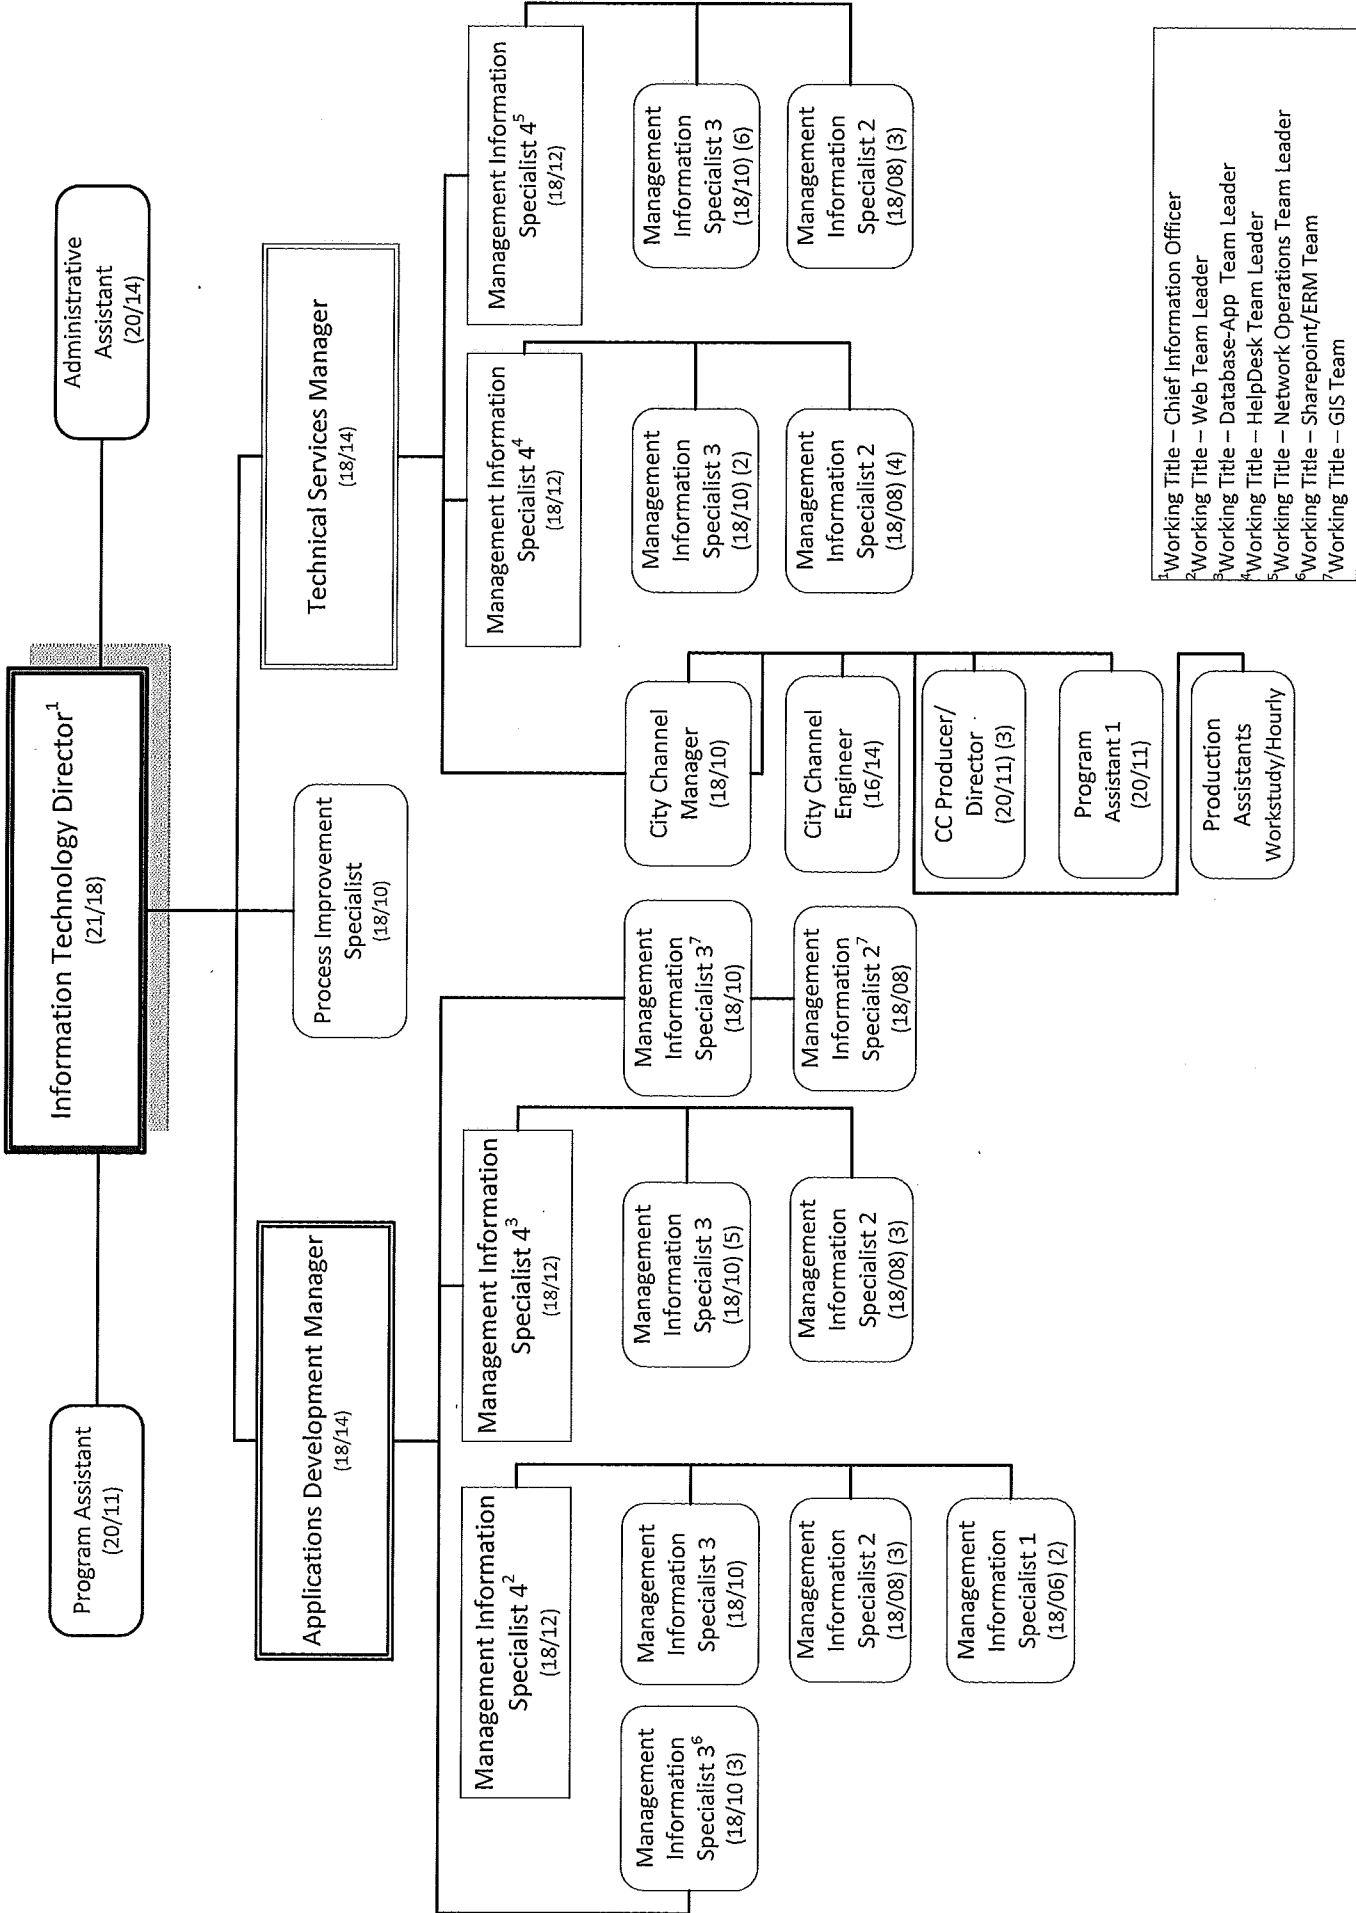 Information Technology Director¹
(21/18)
Program Assistant
(20/11)
Administrative
Assistant
(20/14)
Applications Development Manager
(18/14)
Process Improvement
Specialist
(18/10)
Technical Services Manager
(18/14)
Management Information
Specialist 4²
(18/12)
Management Information
Specialist 4³
(18/12)
Management Information
Specialist 4⁴
(18/12)
Management Information
Specialist 4⁵
(18/12)
Management
Information
Specialist 3⁶
(18/10 (3)
Management
Information
Specialist 3
(18/10)
Management
Information
Specialist 2
(18/08) (3)
Management
Information
Specialist 1
(18/06) (2)
Management
Information
Specialist 3
(18/10) (5)
Management
Information
Specialist 2
(18/08) (3)
Management
Information
Specialist 3⁷
(18/10)
Management
Information
Specialist 2⁷
(18/08)
City Channel
Manager
(18/10)
City Channel
Engineer
(16/14)
CC Producer/
Director
(20/11) (3)
Program
Assistant 1
(20/11)
Production
Assistants
Workstudy/Hourly
Management
Information
Specialist 3
(18/10) (2)
Management
Information
Specialist 2
(18/08) (4)
Management
Information
Specialist 3
(18/10) (6)
Management
Information
Specialist 2
(18/08) (3)
¹Working Title – Chief Information Officer
²Working Title – Web Team Leader
³Working Title – Database-App Team Leader
⁴Working Title – HelpDesk Team Leader
⁵Working Title – Network Operations Team Leader
⁶Working Title – Sharepoint/ERM Team
⁷Working Title – GIS Team